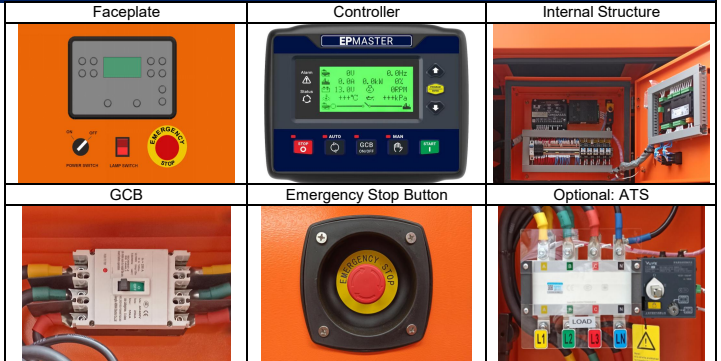 Faceplate
Controller
Internal Structure
ON
OFF
POWER SWITCH
LAMP SWITCH
EMERGENCY
STOP
EPMASTER
Alarm
Status
0V
0.0Hz
0.0A
0.0kW
0%
13.0V
0RPM
+++°C
+++kPa
AUTO
MAN
STOP
O
GCB
ON/OFF
START
I
GCB
Emergency Stop Button
Optional: ATS
EMERGENCY STOP
N
LOAD
L1
L2
L3
LN